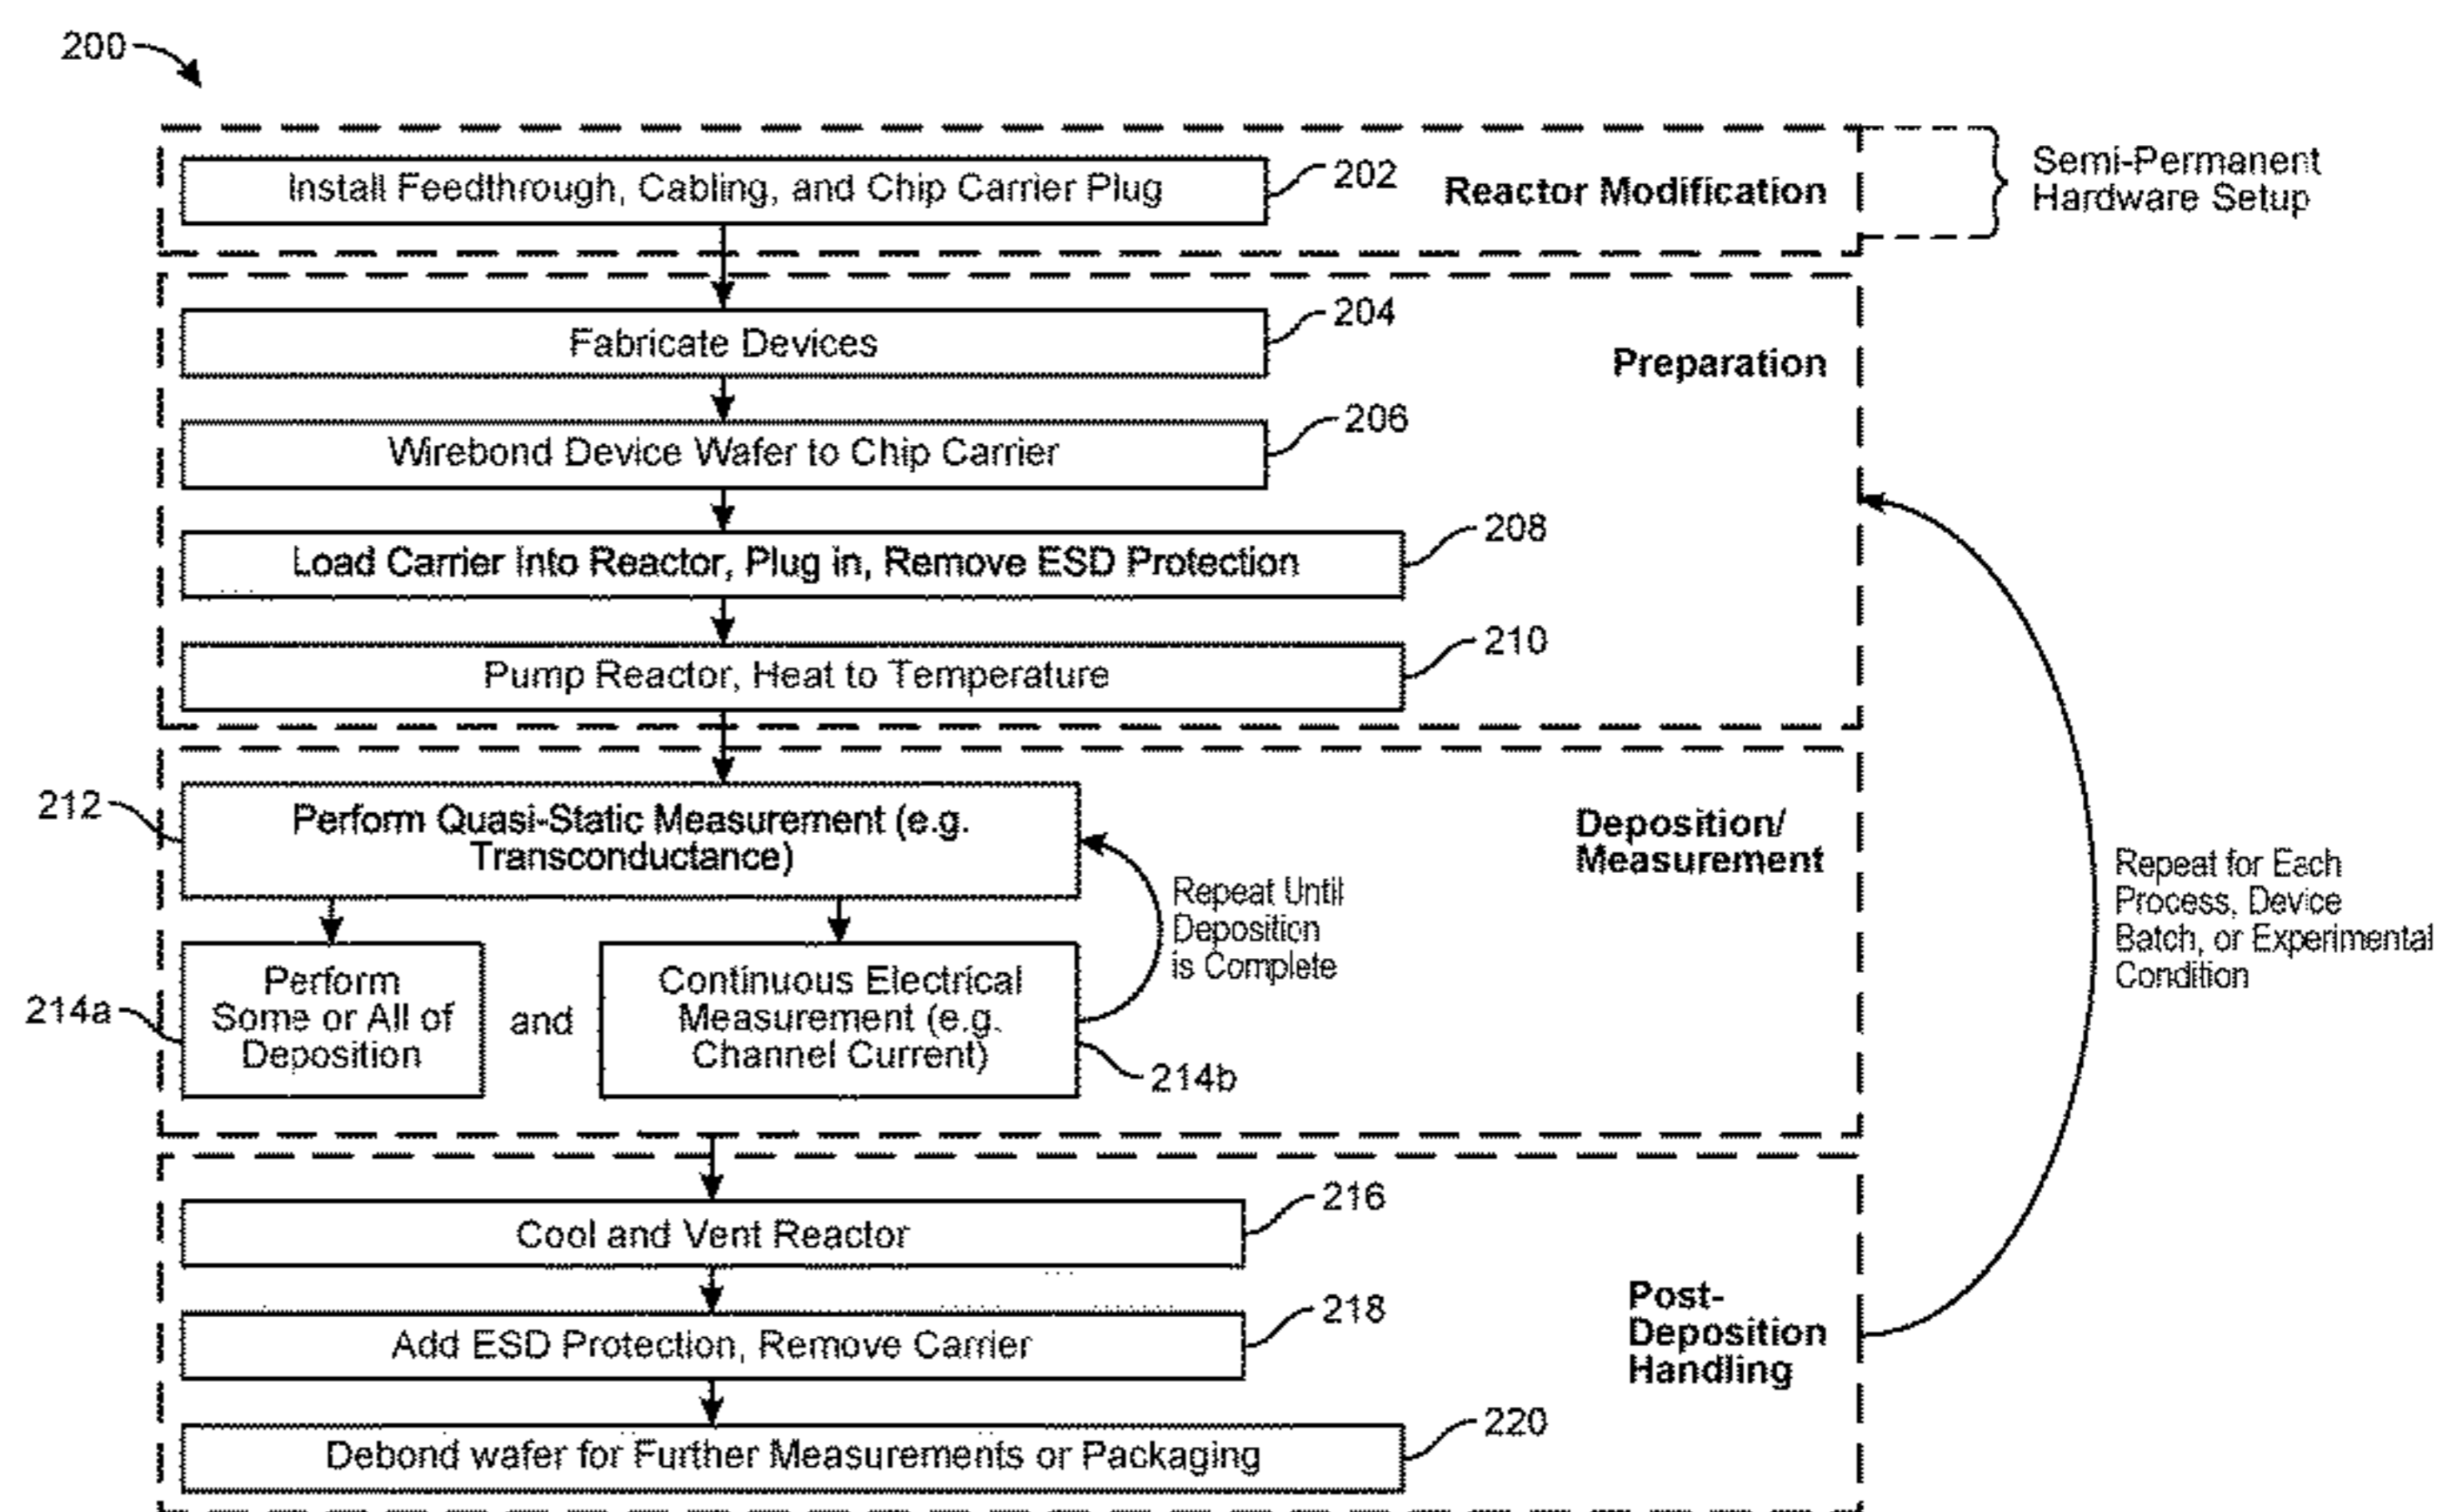 200
Install Feedthrough, Cabling, and Chip Carrier Plug
202
Reactor Modification
Semi-Permanent
Hardware Setup
Fabricate Devices
204
Preparation
Wirebond Device Wafer to Chip Carrier
206
Load Carrier Into Reactor, Plug in, Remove ESD Protection
208
Pump Reactor, Heat to Temperature
210
212
Perform Quasi-Static Measurement (e.g.
Transconductance)
Deposition/
Measurement
Repeat Until
Deposition
is Complete
Repeat for Each
Process, Device
Batch, or Experimental
Condition
214a
Perform
Some or All of
Deposition
and
Continuous Electrical
Measurement (e.g.
Channel Current)
214b
Cool and Vent Reactor
216
Add ESD Protection, Remove Carrier
218
Post-
Deposition
Handling
Debond wafer for Further Measurements or Packaging
220